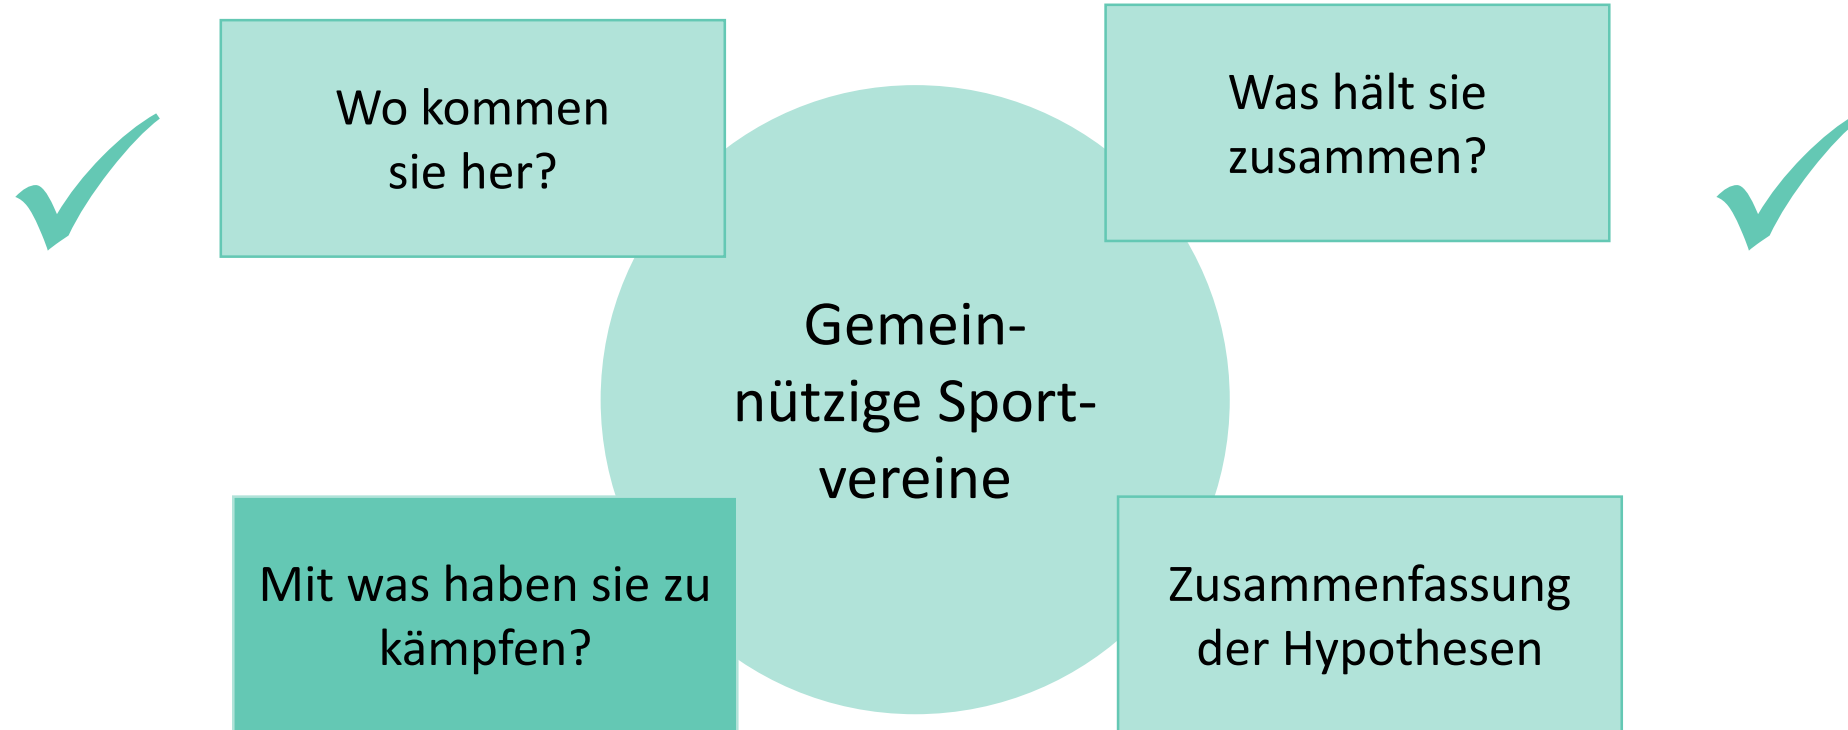 Wo kommen
sie her?
Was hält sie
zusammen?
Gemein-
nützige Sport-
vereine
Mit was haben sie zu
kämpfen?
Zusammenfassung
der Hypothesen